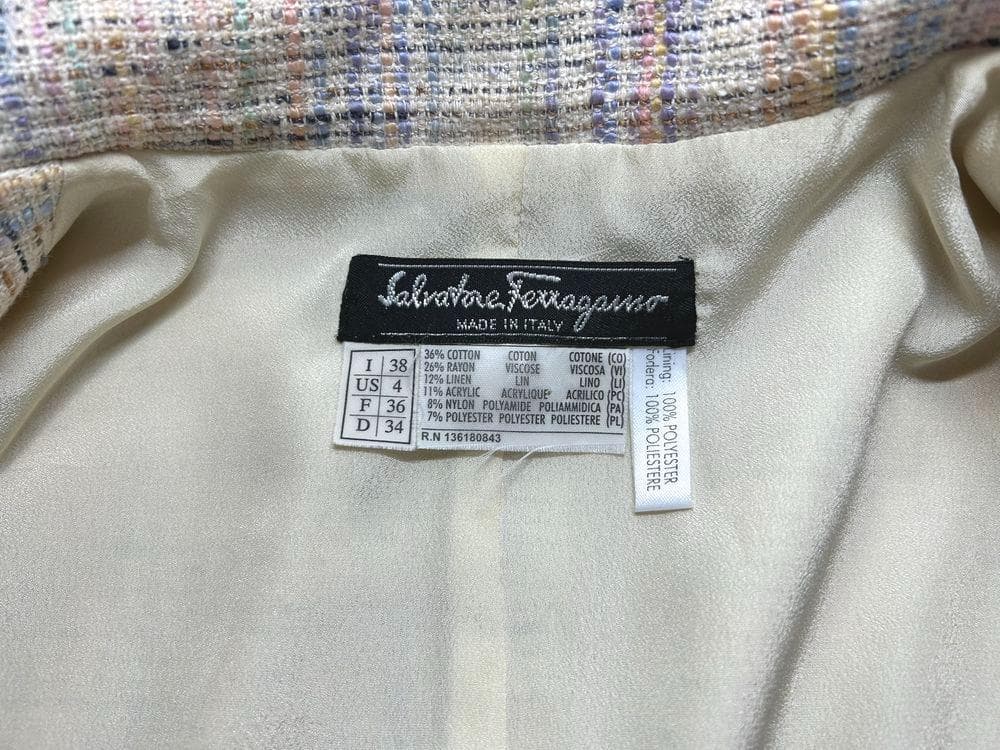 Salvatore Ferragamo
MADE IN ITALY
I 38
US 4
F 36
D 34
36% COTTON COTON COTONE (CO)
26% RAYON VISCOSE VISCOSA (VI)
12% LINEN LIN LINO (LI)
11% ACRYLIC ACRYLIQUE ACRILICO (PC)
8% NYLON POLYAMIDE POLIAMMIDICA (PA)
7% POLYESTER POLYESTER POLIESTERE (PL)
R.N 136180843
ining: 100% POLYESTER
Fodera: 100% POLIESTERE